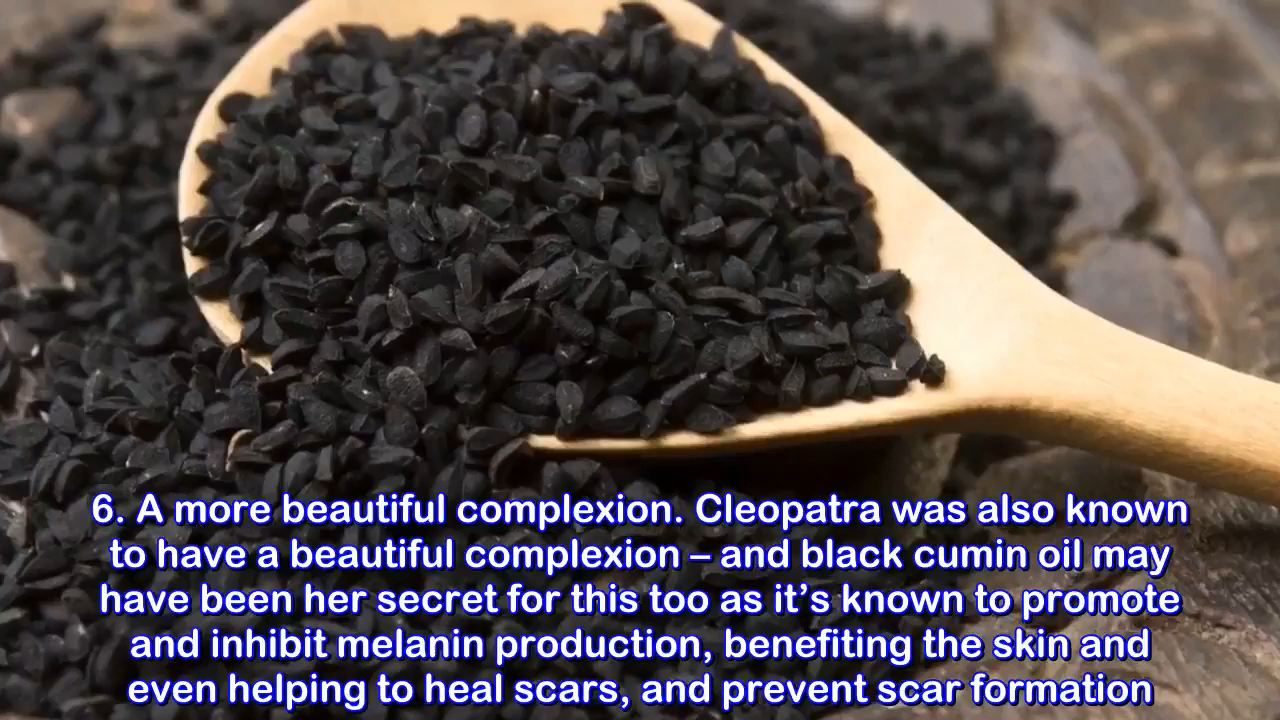 6. A more beautiful complexion. Cleopatra was also known
to have a beautiful complexion – and black cumin oil may
have been her secret for this too as it’s known to promote
and inhibit melanin production, benefiting the skin and
even helping to heal scars, and prevent scar formation